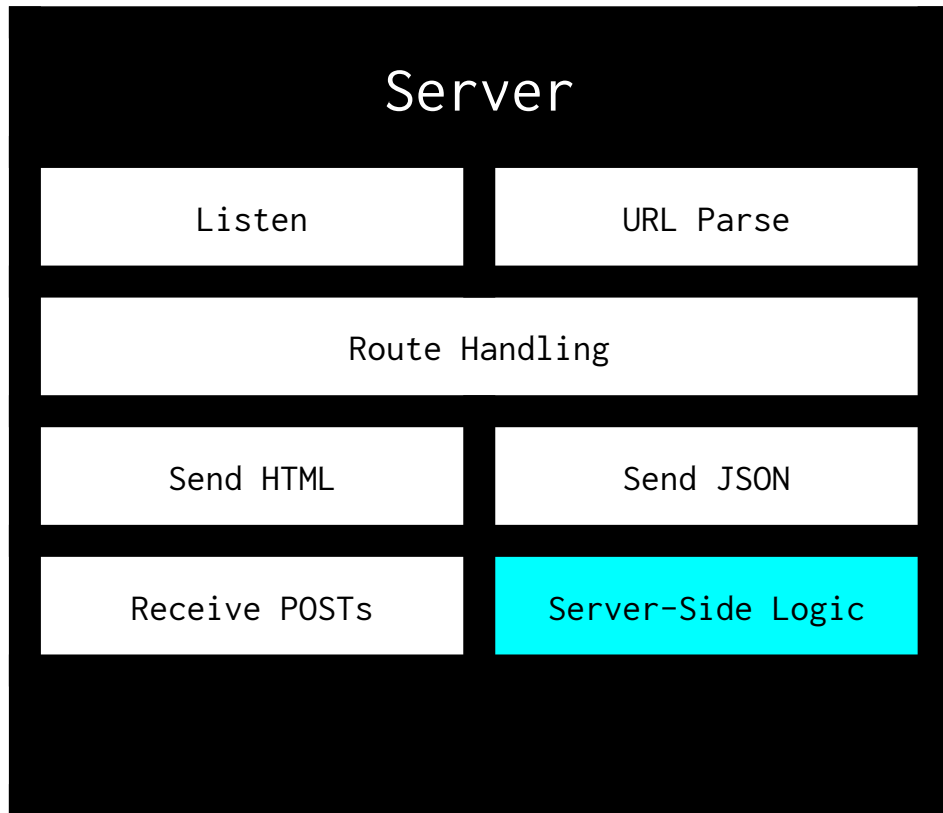 Server
Listen
URL Parse
Route Handling
Send HTML
Send JSON
Receive POSTs
Server-Side Logic